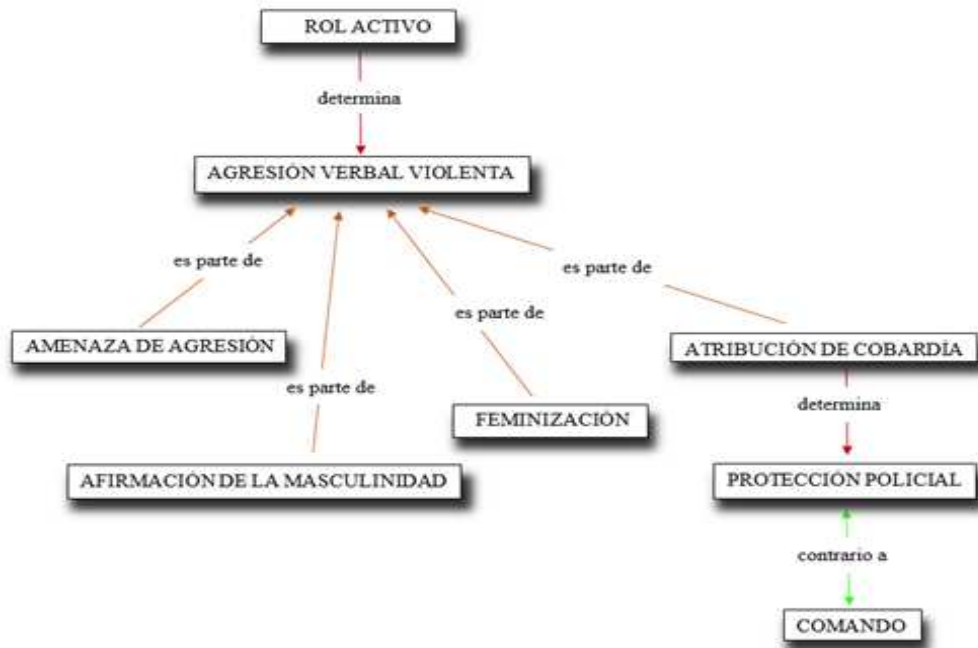 ROL ACTIVO
determina
AGRESIÓN VERBAL VIOLENTA
es parte de
es parte de
es parte de
es parte de
AMENAZA DE AGRESIÓN
ATRIBUCIÓN DE COBARDÍA
FEMINIZACIÓN
determina
AFIRMACIÓN DE LA MASCULINIDAD
PROTECCIÓN POLICIAL
contrario a
COMANDO